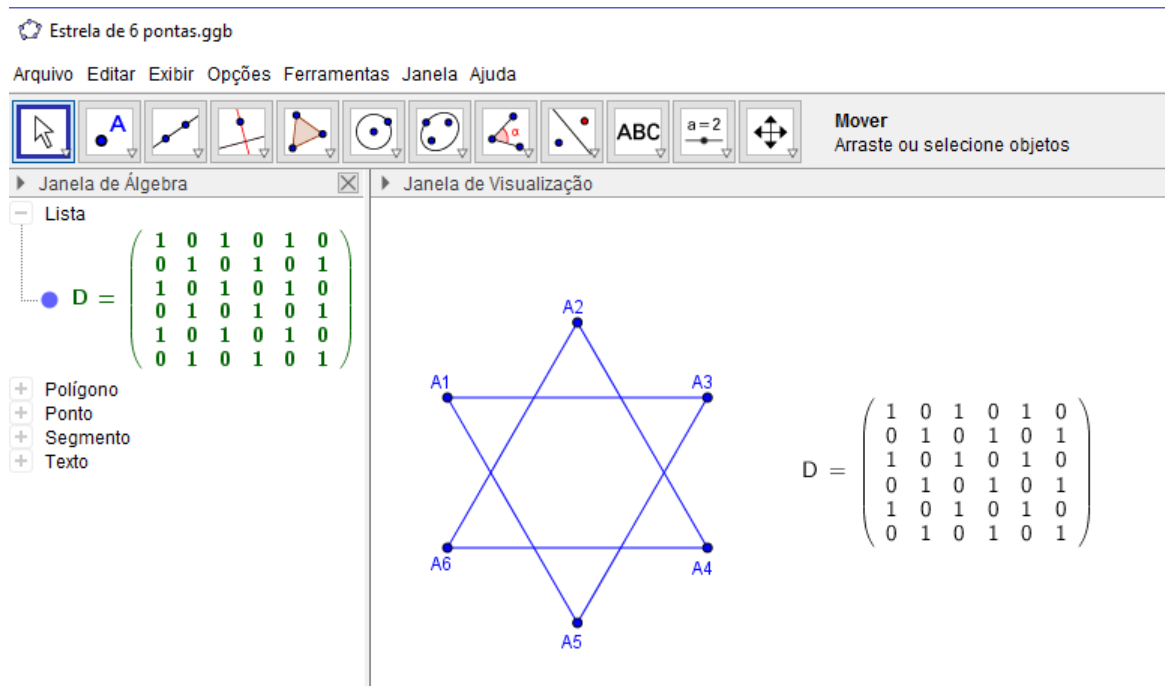 Estrela de 6 pontas.ggb
Arquivo Editar Exibir Opções Ferramentas Janela Ajuda
A
α
ABC
a=2
Mover
Arraste ou selecione objetos
Janela de Álgebra
Janela de Visualização
Lista
D =
1 0 1 0 1 0
0 1 0 1 0 1
1 0 1 0 1 0
0 1 0 1 0 1
1 0 1 0 1 0
0 1 0 1 0 1
Polígono
Ponto
Segmento
Texto
A2
A1
A3
A6
A4
A5
D =
1 0 1 0 1 0
0 1 0 1 0 1
1 0 1 0 1 0
0 1 0 1 0 1
1 0 1 0 1 0
0 1 0 1 0 1